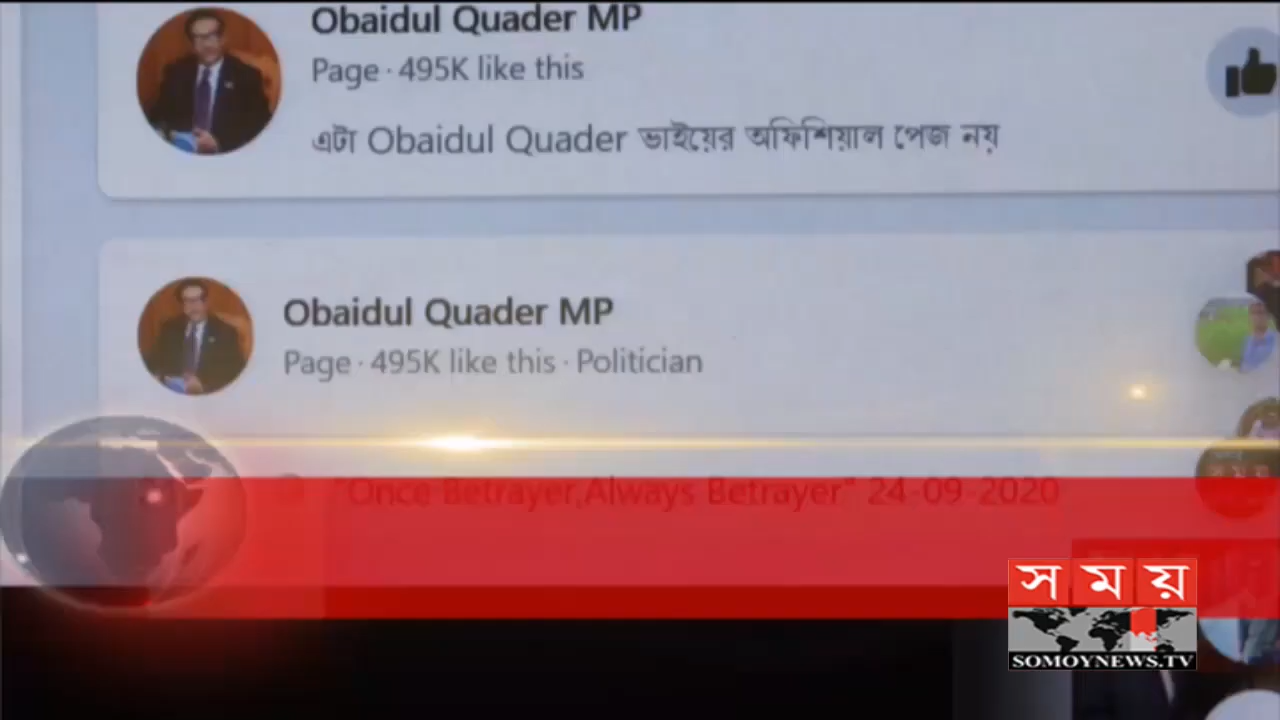 Obaidul Quader MP
Page · 495K like this
এটা Obaidul Quader ভাইয়ের অফিশিয়াল পেজ নয়
Obaidul Quader MP
Page · 495K like this · Politician
"Once Betrayer,Always Betrayer" 24-09-2020
সময়
SOMOYNEWS.TV